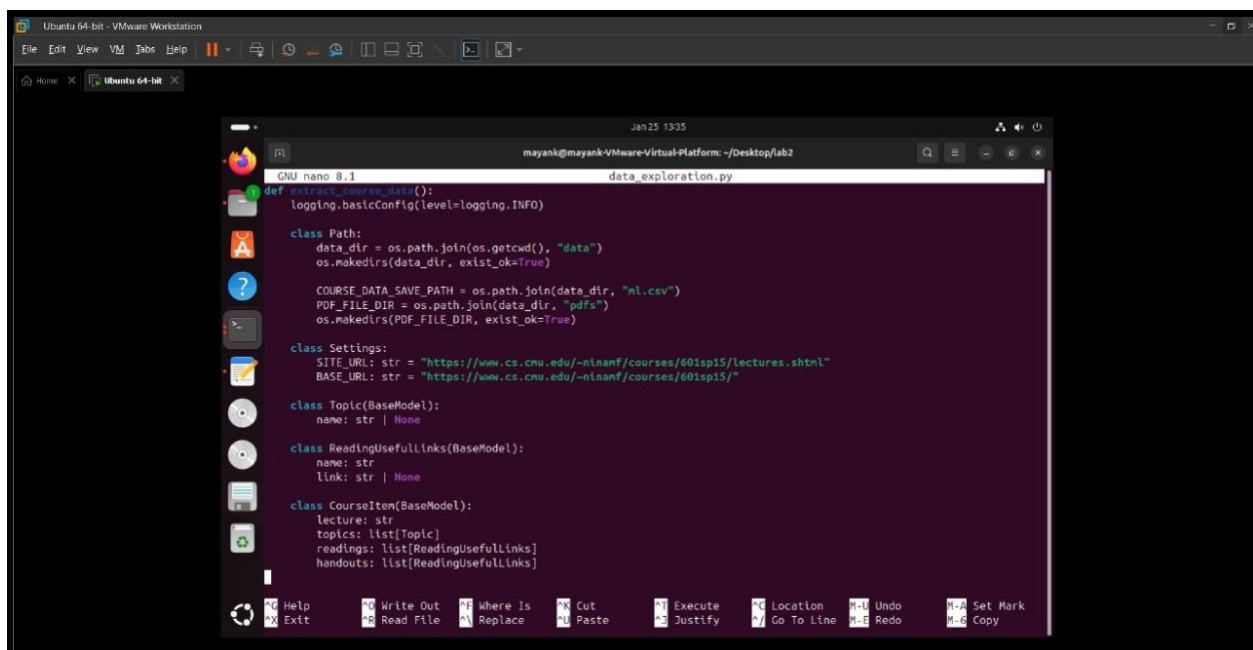 Ubuntu 64-bit - VMware Workstation
File Edit View VM Tabs Help
Home Ubuntu 64-bit
Jan 25 13:35
mayank@mayank-VMware-Virtual-Platform: ~/Desktop/lab2
GNU nano 8.1 data_exploration.py
def extract_course_data():
    logging.basicConfig(level=logging.INFO)
    class Path:
        data_dir = os.path.join(os.getcwd(), "data")
        os.makedirs(data_dir, exist_ok=True)
        COURSE_DATA_SAVE_PATH = os.path.join(data_dir, "ml.csv")
        PDF_FILE_DIR = os.path.join(data_dir, "pdfs")
        os.makedirs(PDF_FILE_DIR, exist_ok=True)
    class Settings:
        SITE_URL: str = "https://www.cs.cmu.edu/~ninamf/courses/601sp15/lectures.shtml"
        BASE_URL: str = "https://www.cs.cmu.edu/~ninamf/courses/601sp15/"
    class Topic(BaseModel):
        name: str | None
    class ReadingUsefulLinks(BaseModel):
        name: str
        link: str | None
    class CourseItem(BaseModel):
        lecture: str
        topics: list[Topic]
        readings: list[ReadingUsefulLinks]
        handouts: list[ReadingUsefulLinks]
^G Help ^O Write Out ^F Where Is ^K Cut ^T Execute ^C Location M-U Undo M-A Set Mark
^X Exit ^R Read File ^\ Replace ^U Paste ^J Justify ^/ Go To Line M-E Redo M-6 Copy